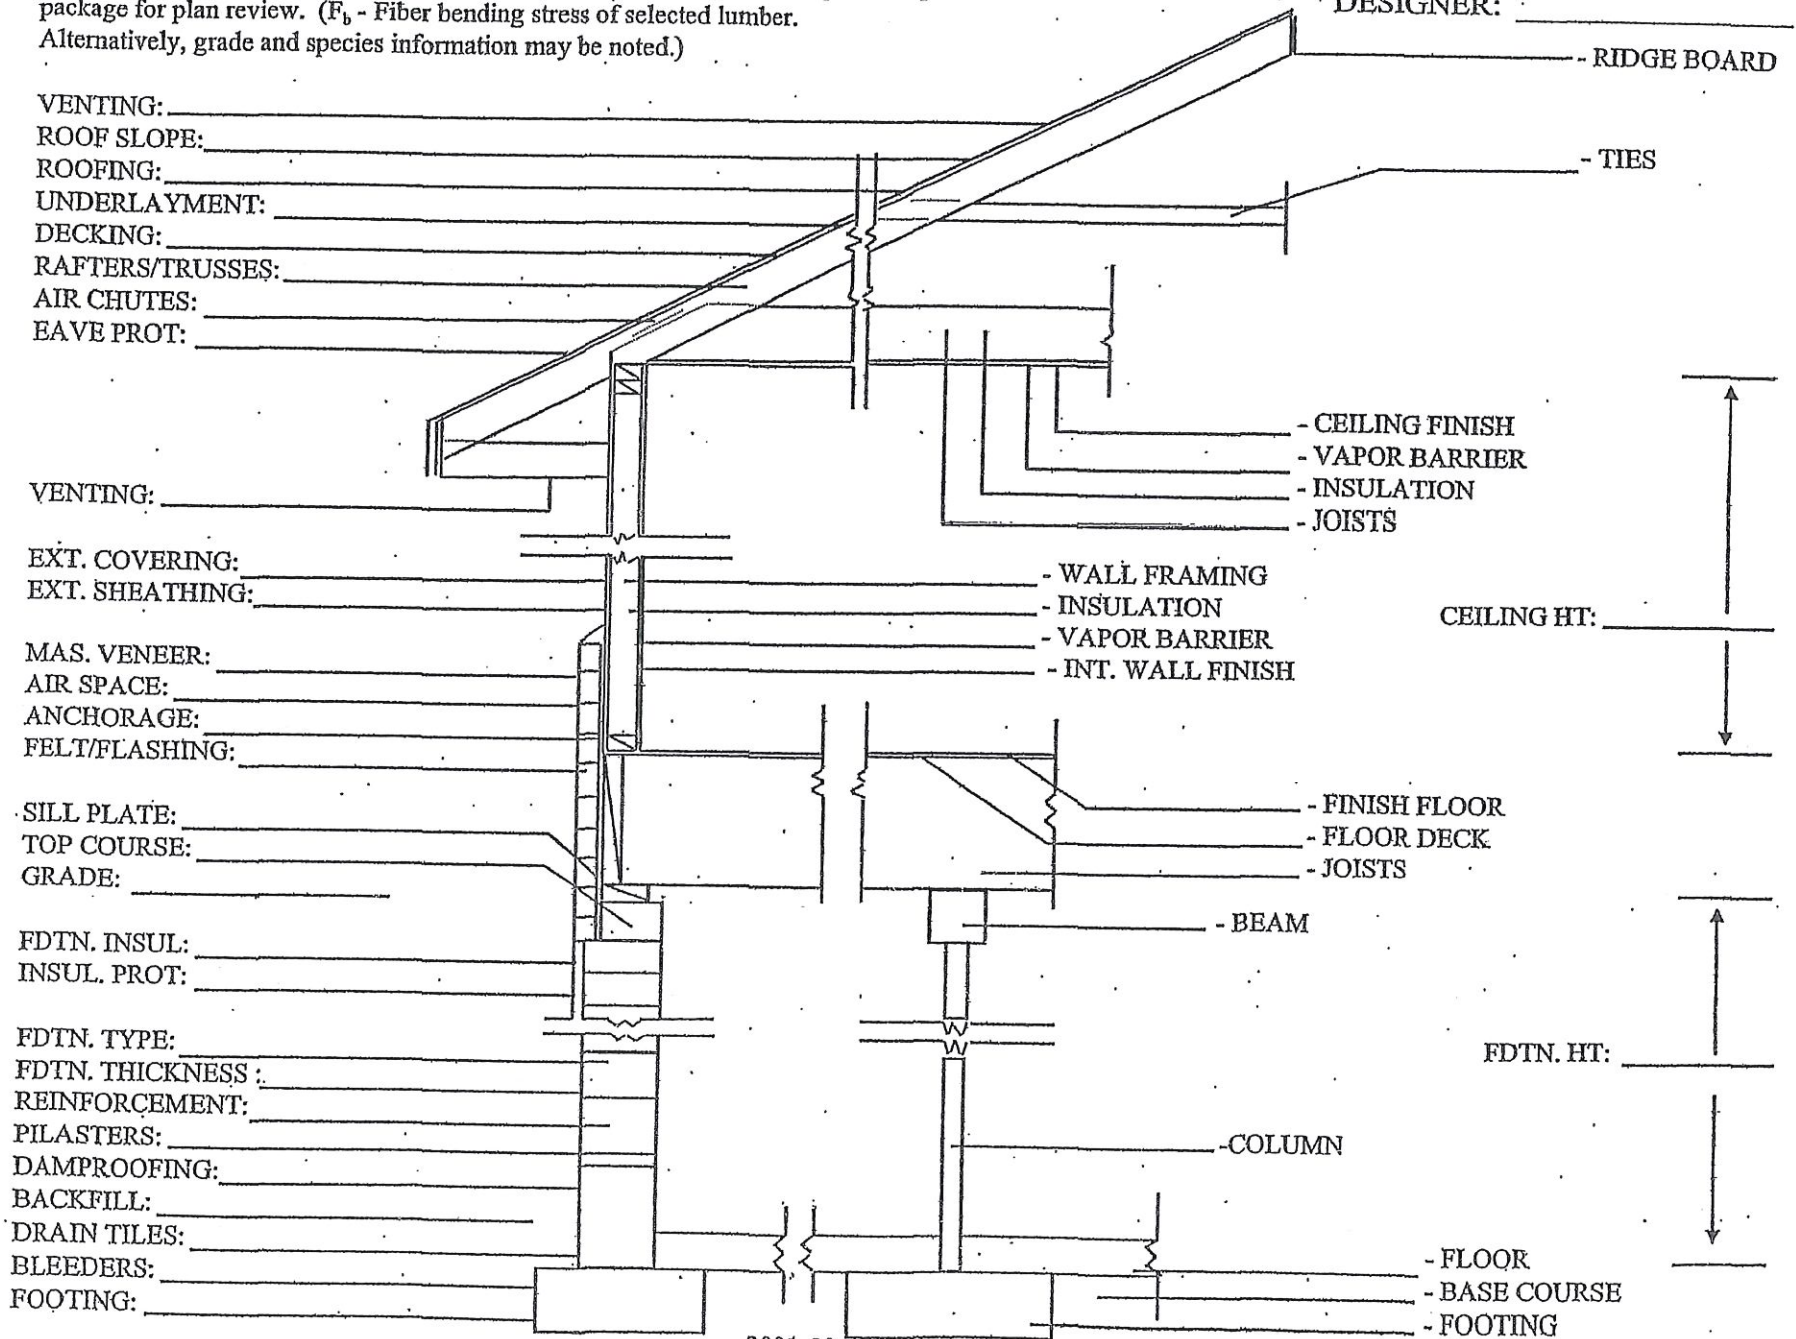 package for plan review. (Fb - Fiber bending stress of selected lumber.
Alternatively, grade and species information may be noted.)
DESIGNER:
- RIDGE BOARD
VENTING:
ROOF SLOPE:
ROOFING:
- TIES
UNDERLAYMENT:
DECKING:
RAFTERS/TRUSSES:
AIR CHUTES:
EAVE PROT:
- CEILING FINISH
- VAPOR BARRIER
- INSULATION
- JOISTS
VENTING:
EXT. COVERING:
EXT. SHEATHING:
- WALL FRAMING
- INSULATION
- VAPOR BARRIER
- INT. WALL FINISH
CEILING HT:
MAS. VENEER:
AIR SPACE:
ANCHORAGE:
FELT/FLASHING:
SILL PLATE:
TOP COURSE:
GRADE:
- FINISH FLOOR
- FLOOR DECK
- JOISTS
- BEAM
FDTN. INSUL:
INSUL. PROT:
FDTN. TYPE:
FDTN. THICKNESS :
REINFORCEMENT:
PILASTERS:
DAMPROOFING:
BACKFILL:
DRAIN TILES:
BLEEDERS:
FOOTING:
FDTN. HT:
-COLUMN
- FLOOR
- BASE COURSE
- FOOTING